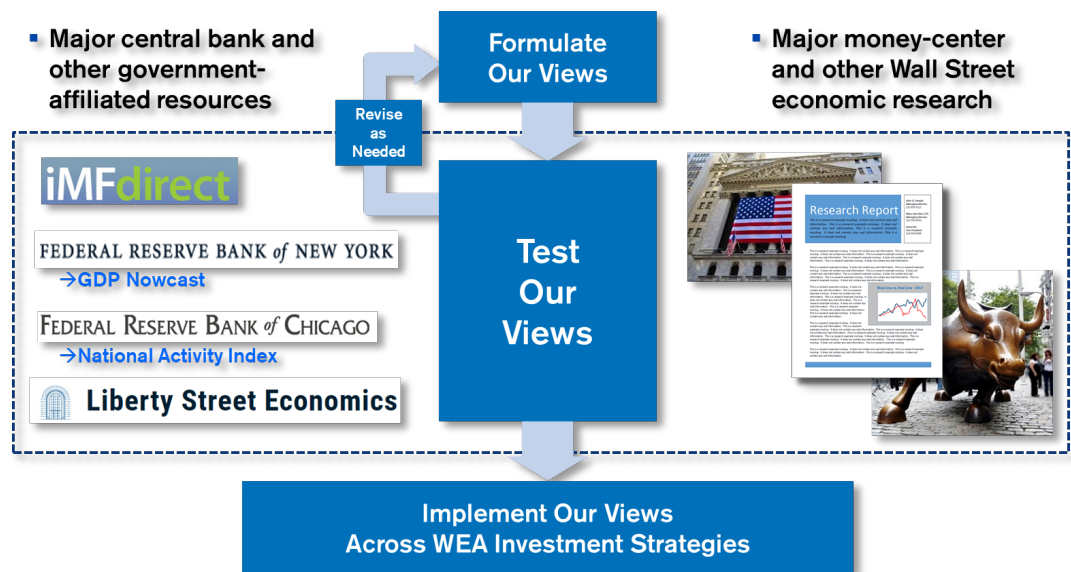 ▪ Major central bank and
other government-
affiliated resources
Formulate
Our Views
▪ Major money-center
and other Wall Street
economic research
Revise
as
Needed
iMFdirect
FEDERAL RESERVE BANK of NEW YORK
→GDP Nowcast
FEDERAL RESERVE BANK of CHICAGO
→National Activity Index
Liberty Street Economics
Test
Our
Views
Research Report
Implement Our Views
Across WEA Investment Strategies